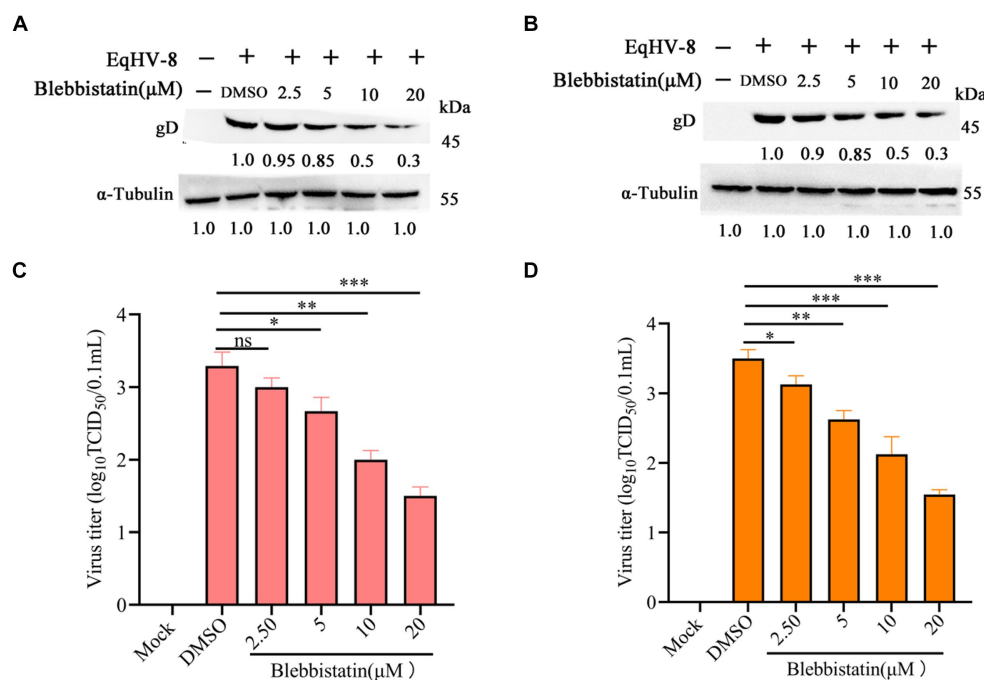 A
EqHV-8 – + + + + +
Blebbistatin(μM) – DMSO 2.5 5 10 20
kDa
gD
45
1.0 0.95 0.85 0.5 0.3
α-Tubulin
55
1.0 1.0 1.0 1.0 1.0 1.0
B
EqHV-8 – + + + + +
Blebbistatin(μM) – DMSO 2.5 5 10 20
kDa
gD
45
1.0 0.9 0.85 0.5 0.3
α-Tubulin
55
1.0 1.0 1.0 1.0 1.0 1.0
C
***
**
*
ns
Virus titer (log10TCID50/0.1mL)
4
3
2
1
0
Mock
DMSO
2.50
5
10
20
Blebbistatin(μM )
D
***
***
**
*
Virus titer (log10TCID50/0.1mL)
4
3
2
1
0
Mock
DMSO
2.50
5
10
20
Blebbistatin(μM )